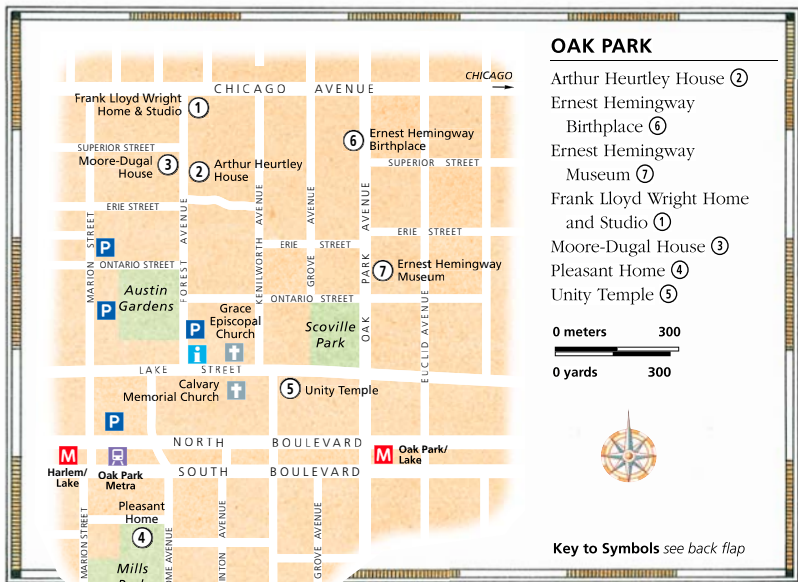 CHICAGO
CHICAGO AVENUE
Frank Lloyd Wright
Home & Studio
1
6
Ernest Hemingway
Birthplace
SUPERIOR STREET
Moore-Dugal
House
3
2
Arthur Heurtley
House
SUPERIOR STREET
ERIE STREET
ERIE STREET
ERIE STREET
MARION STREET
FOREST AVENUE
KENILWORTH AVENUE
GROVE AVENUE
OAK PARK AVENUE
EUCLID AVENUE
P
ONTARIO STREET
7
Ernest Hemingway
Museum
Austin
Gardens
P
ONTARIO STREET
Grace
Episcopal
Church
P
i
Scoville
Park
LAKE STREET
Calvary
Memorial Church
5
Unity Temple
P
NORTH BOULEVARD
M
Harlem/
Lake
Oak Park
Metra
M
Oak Park/
Lake
SOUTH BOULEVARD
Pleasant
Home
4
MARION STREET
AVENUE
GROVE AVENUE
Mills
OAK PARK
Arthur Heurtley House 2
Ernest Hemingway
Birthplace 6
Ernest Hemingway
Museum 7
Frank Lloyd Wright Home
and Studio 1
Moore-Dugal House 3
Pleasant Home 4
Unity Temple 5
0 meters 300
0 yards 300
Key to Symbols see back flap